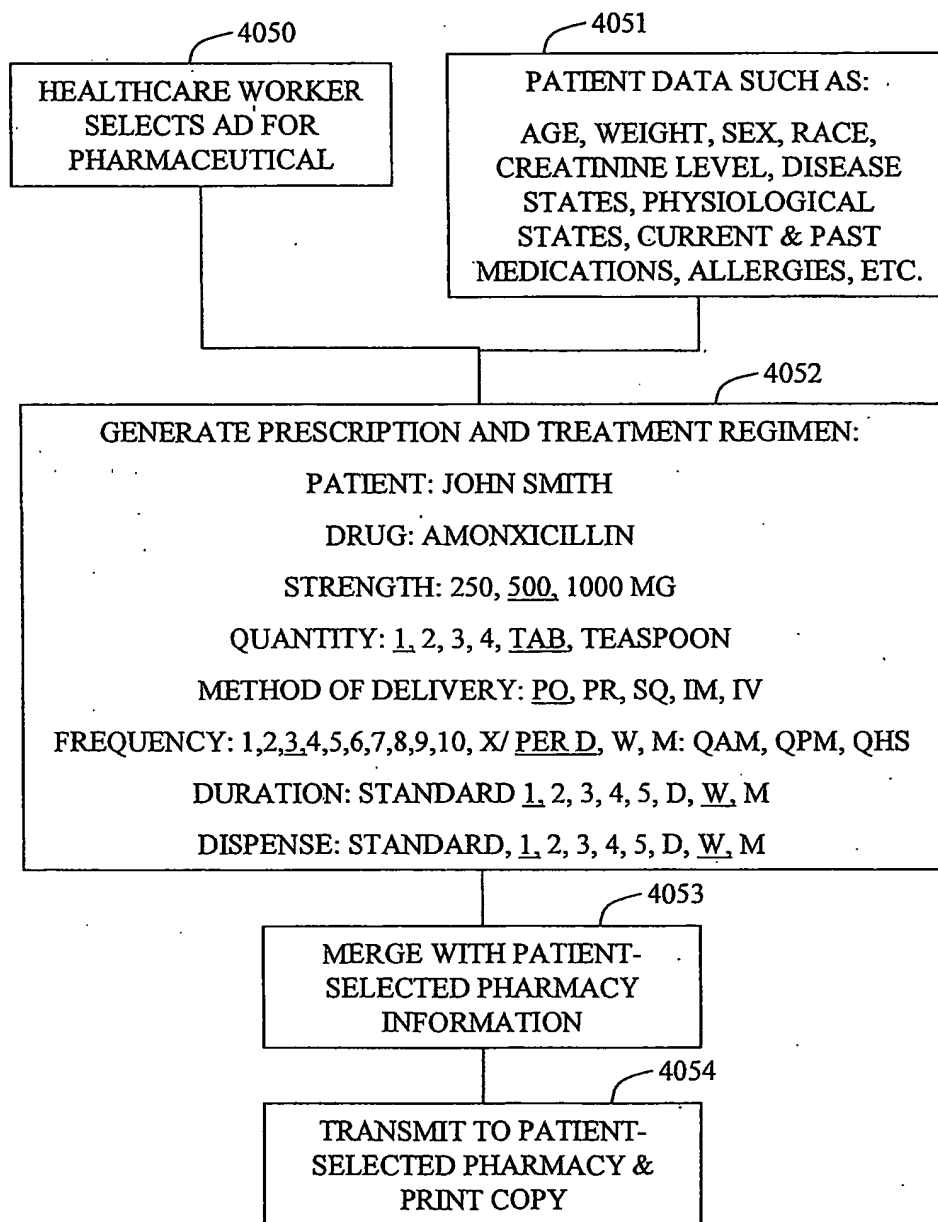 4050
HEALTHCARE WORKER
SELECTS AD FOR
PHARMACEUTICAL
4051
PATIENT DATA SUCH AS:
AGE, WEIGHT, SEX, RACE,
CREATININE LEVEL, DISEASE
STATES, PHYSIOLOGICAL
STATES, CURRENT & PAST
MEDICATIONS, ALLERGIES, ETC.
4052
GENERATE PRESCRIPTION AND TREATMENT REGIMEN:
PATIENT: JOHN SMITH
DRUG: AMONXICILLIN
STRENGTH: 250, 500, 1000 MG
QUANTITY: 1, 2, 3, 4, TAB, TEASPOON
METHOD OF DELIVERY: PO, PR, SQ, IM, IV
FREQUENCY: 1,2,3,4,5,6,7,8,9,10, X/ PER D, W, M: QAM, QPM, QHS
DURATION: STANDARD 1, 2, 3, 4, 5, D, W, M
DISPENSE: STANDARD, 1, 2, 3, 4, 5, D, W, M
4053
MERGE WITH PATIENT-
SELECTED PHARMACY
INFORMATION
4054
TRANSMIT TO PATIENT-
SELECTED PHARMACY &
PRINT COPY